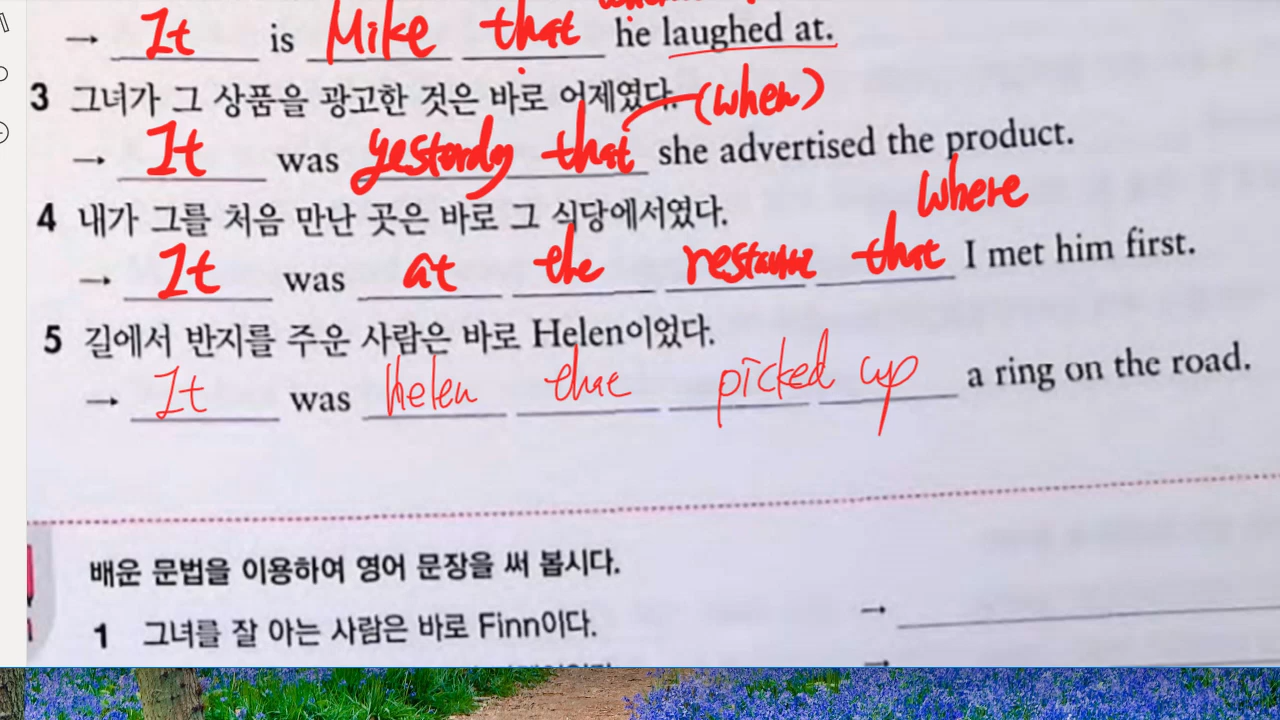 → It is Mike that he laughed at.
3 그녀가 그 상품을 광고한 것은 바로 어제였다. (when)
→ It was yesterday that she advertised the product.
4 내가 그를 처음 만난 곳은 바로 그 식당에서였다. where
→ It was at the that I met him first.
5 길에서 반지를 주운 사람은 바로 Helen이었다.
→ It was helen that picked up a ring on the road.
배운 문법을 이용하여 영어 문장을 써 봅시다.
1 그녀를 잘 아는 사람은 바로 Finn이다. →
→